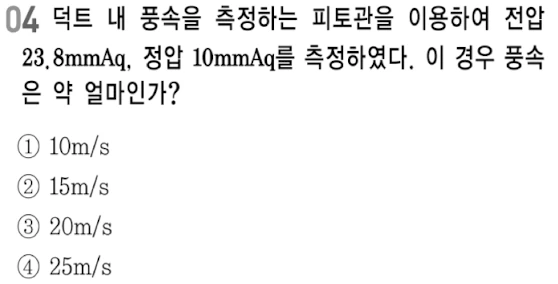 04 덕트 내 풍속을 측정하는 피토관을 이용하여 전압
23.8mmAq, 정압 10mmAq를 측정하였다. 이 경우 풍속
은 약 얼마인가?
① 10m/s
② 15m/s
③ 20m/s
④ 25m/s